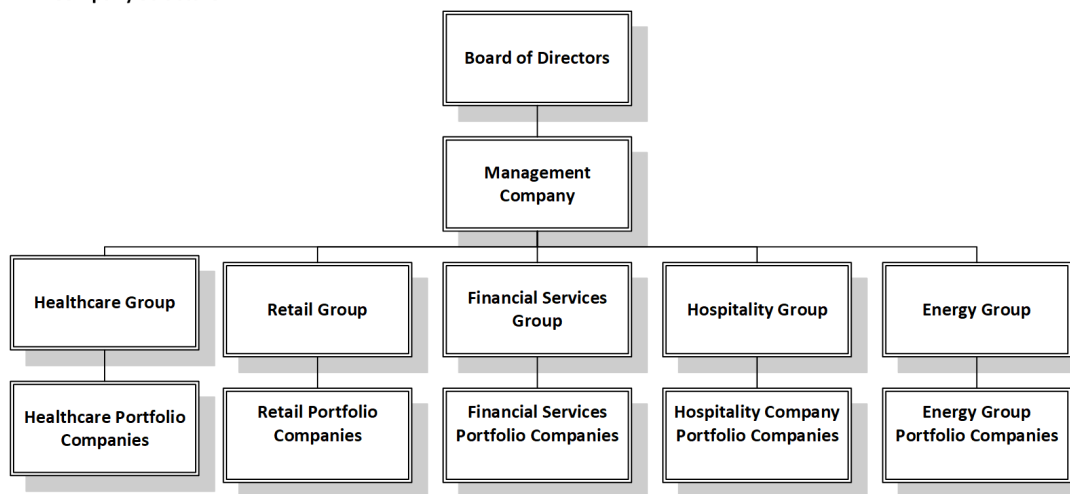 Board of Directors
Management
Company
Healthcare Group
Retail Group
Financial Services
Group
Hospitality Group
Energy Group
Healthcare Portfolio
Companies
Retail Portfolio
Companies
Financial Services
Portfolio Companies
Hospitality Company
Portfolio Companies
Energy Group
Portfolio Companies